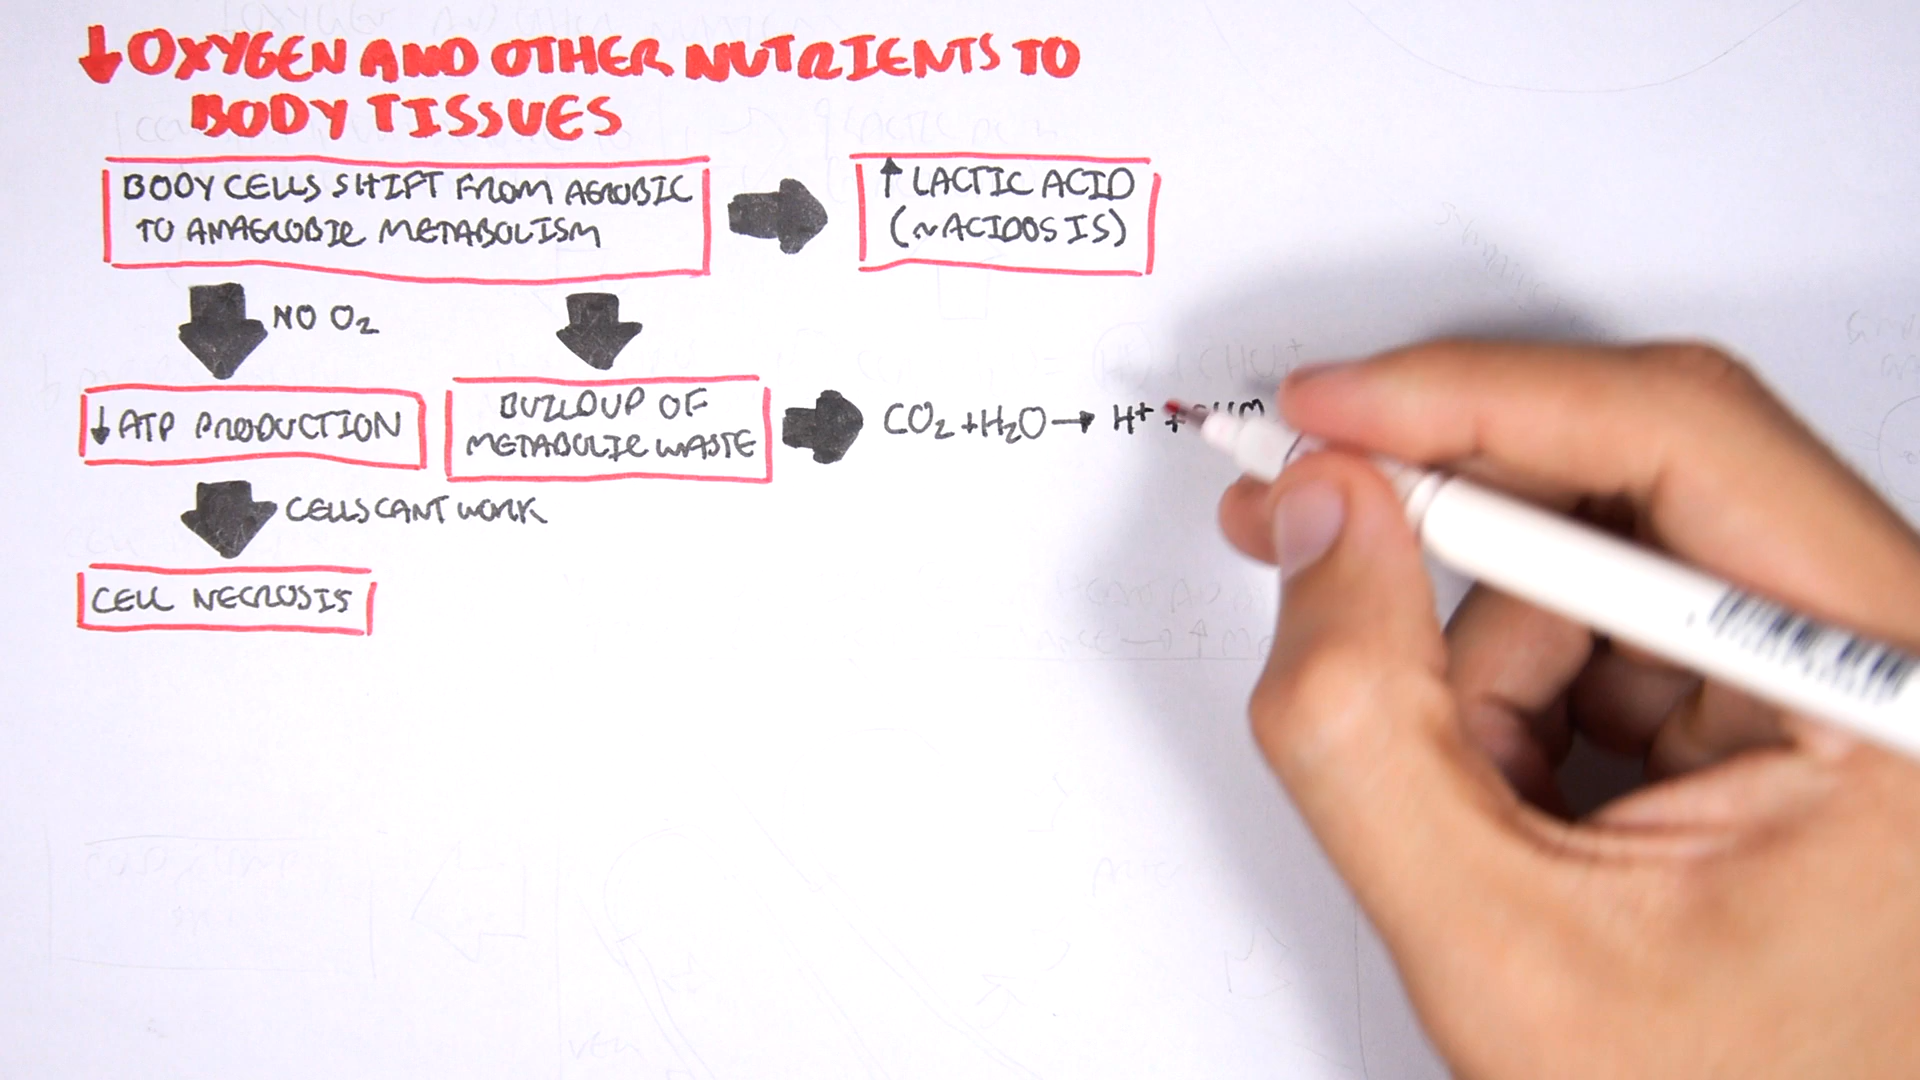 ↓ OXYGEN AND OTHER NUTRIENTS TO
BODY TISSUES
BODY CELLS SHIFT FROM AEROBIC
TO ANAEROBIC METABOLISM
↑ LACTIC ACID
(~ACIDOSIS)
NO O2
↓ ATP PRODUCTION
BUILDUP OF
METABOLIC WASTE
CO2 + H2O → H+ +
CELLS CANT WORK
CELL NECROSIS